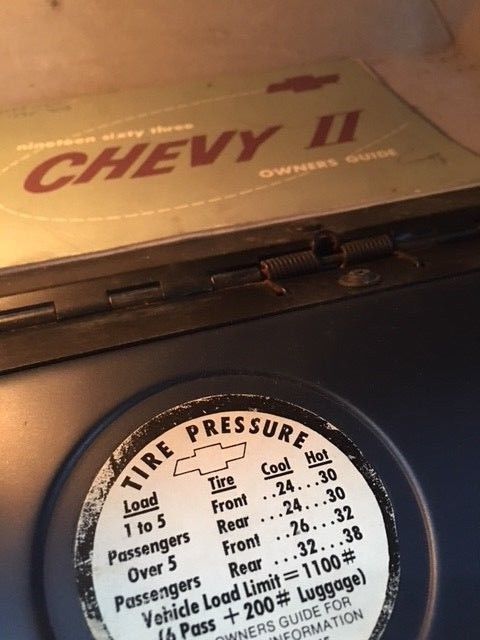 nineteen sixty three
CHEVY II
OWNERS GUIDE
TIRE PRESSURE
Load Tire Cool Hot
1 to 5 Front ..24...30
Passengers Rear ...24...30
Over 5 Front ..26...32
Passengers Rear ...32...38
Vehicle Load Limit = 1100#
(6 Pass + 200# Luggage)
OWNERS GUIDE FOR
INFORMATION